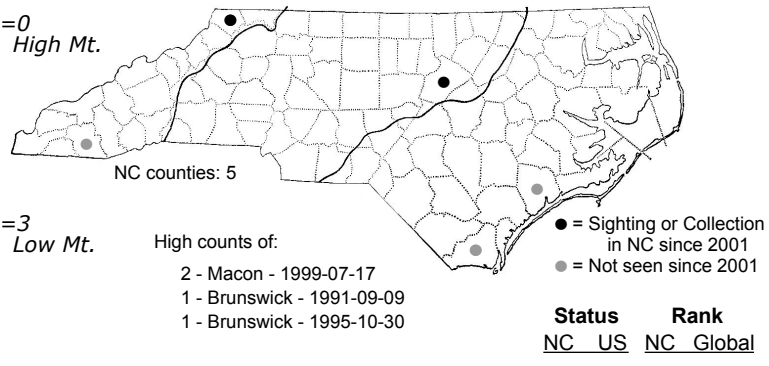 =0
High Mt.
NC counties: 5
=3
Low Mt.
High counts of:
2 - Macon - 1999-07-17
1 - Brunswick - 1991-09-09
1 - Brunswick - 1995-10-30
= Sighting or Collection
in NC since 2001
= Not seen since 2001
Status Rank
NC US NC Global